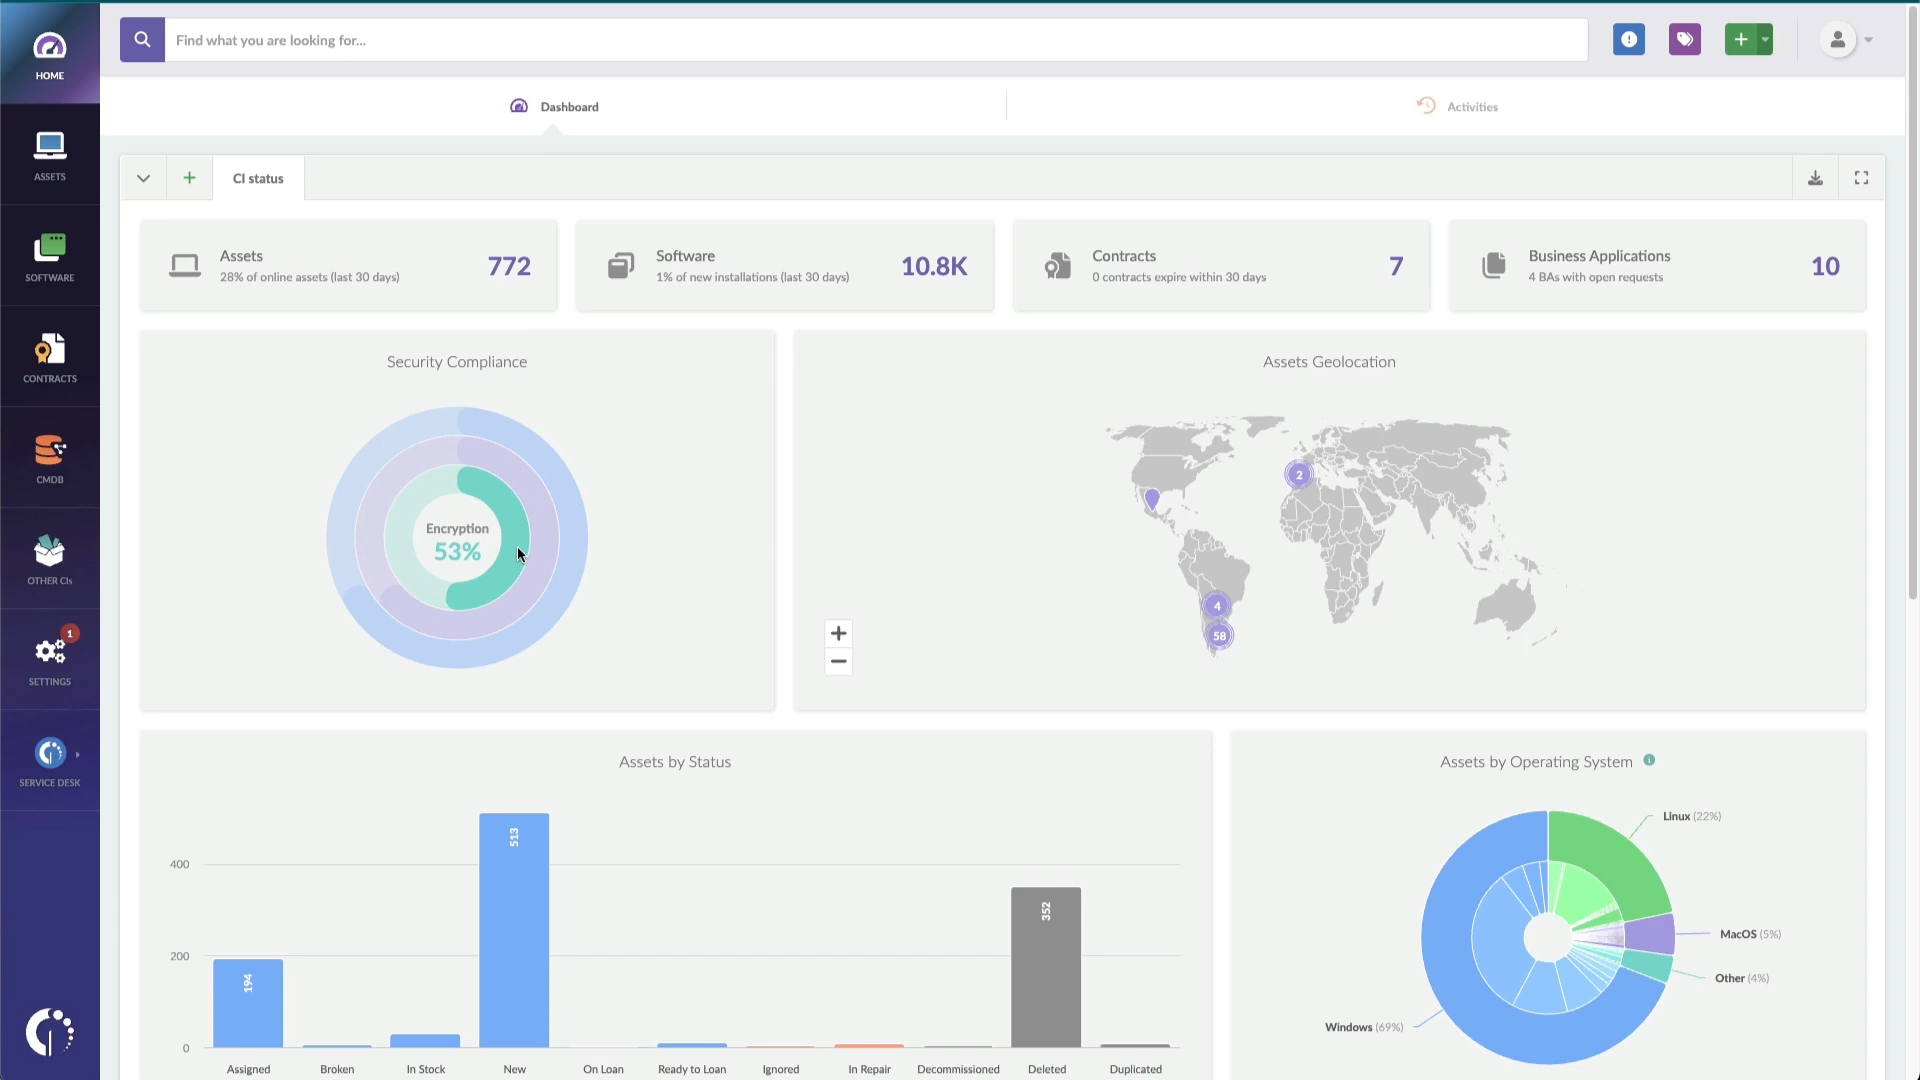 Find what you are looking for...
HOME
ASSETS
SOFTWARE
CONTRACTS
CMDB
OTHER CIs
1
SETTINGS
SERVICE DESK
Dashboard
Activities
CI status
Assets
28% of online assets (last 30 days)
772
Software
1% of new installations (last 30 days)
10.8K
Contracts
0 contracts expire within 30 days
7
Business Applications
4 BAs with open requests
10
Security Compliance
Encryption
53%
Assets Geolocation
2
4
58
+
−
Assets by Status
400
200
0
194
513
352
Assigned
Broken
In Stock
New
On Loan
Ready to Loan
Ignored
In Repair
Decommissioned
Deleted
Duplicated
Assets by Operating System
Linux (22%)
MacOS (5%)
Other (4%)
Windows (69%)